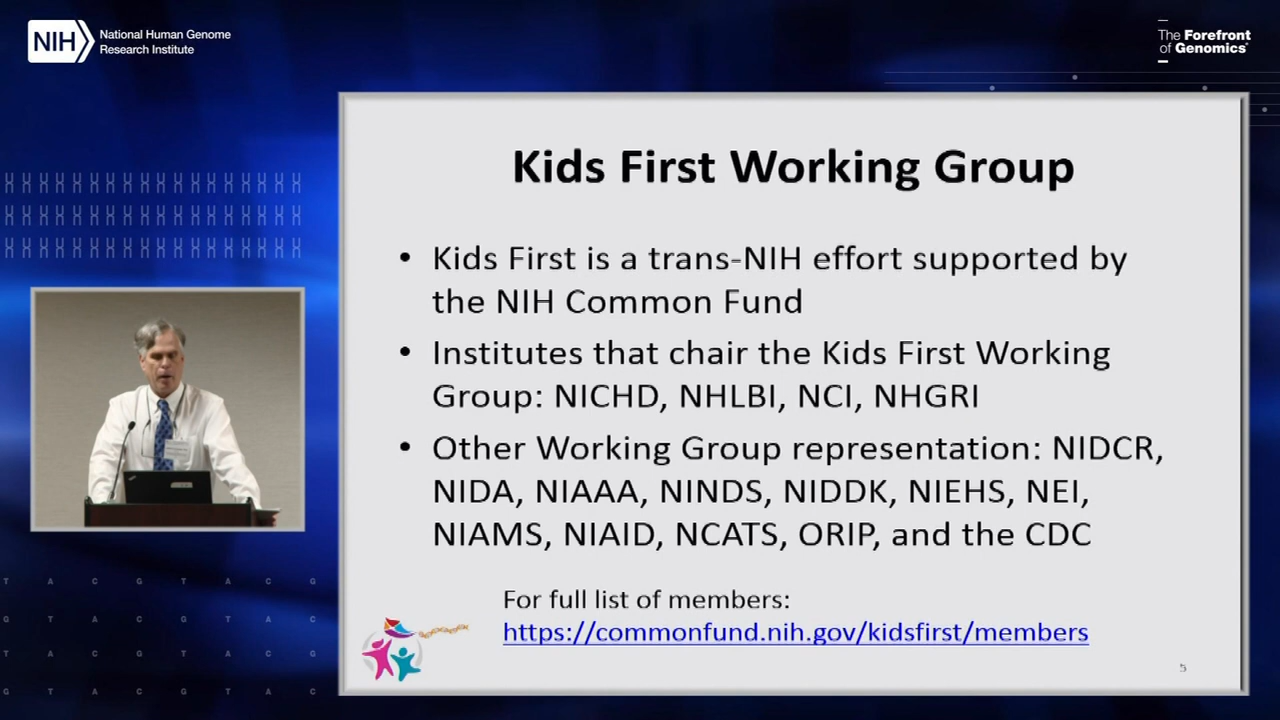 NIH
National Human Genome
Research Institute
The Forefront
of Genomics
Kids First Working Group
• Kids First is a trans-NIH effort supported by
the NIH Common Fund
• Institutes that chair the Kids First Working
Group: NICHD, NHLBI, NCI, NHGRI
• Other Working Group representation: NIDCR,
NIDA, NIAAA, NINDS, NIDDK, NIEHS, NEI,
NIAMS, NIAID, NCATS, ORIP, and the CDC
For full list of members:
https://commonfund.nih.gov/kidsfirst/members
5
T A C G T A C G
G T A C G T A C
T A C G T A C G
G T A C G T A C